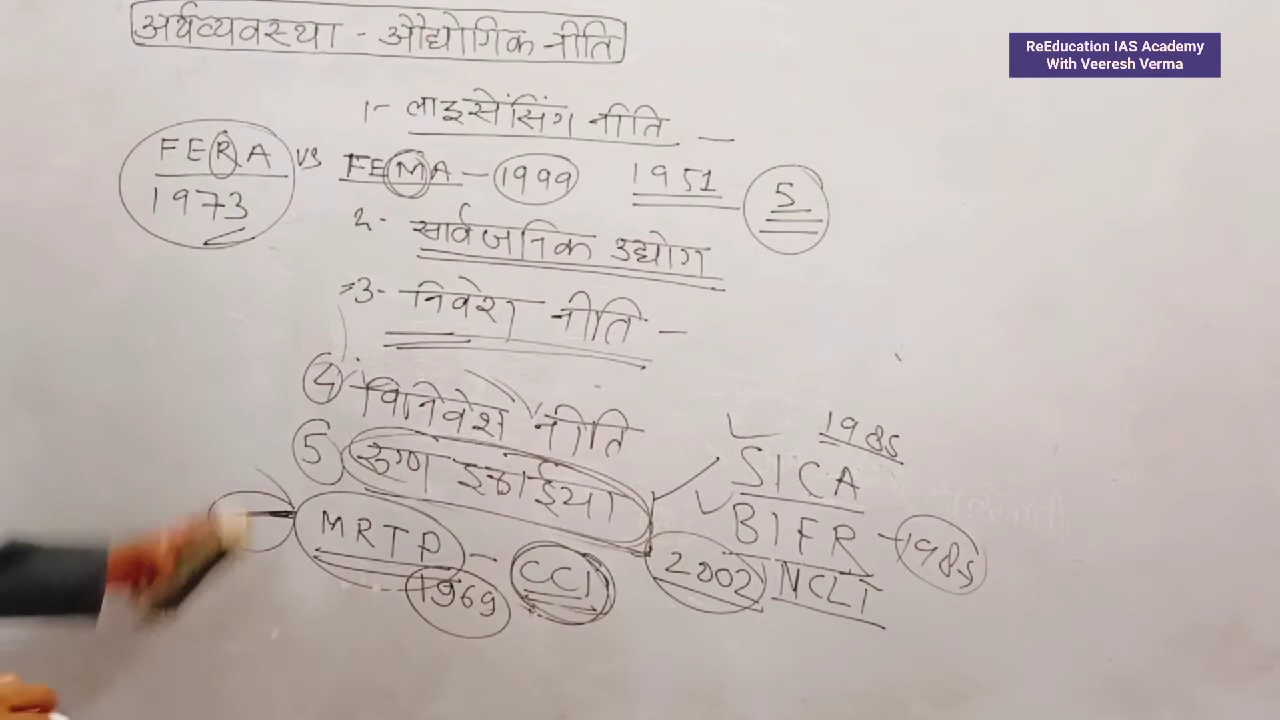 अर्थव्यवस्था - औद्योगिक नीति
ReEducation IAS Academy
With Veeresh Verma
1- लाइसेंसिंग नीति -
FERA vs FEMA - 1999 1951 5
1973
2- सार्वजनिक उद्योग
3- निवेश नीति -
4 विनिवेश नीति
1985
5 रुग्ण इकाईया SICA
BIFR - 1985
MRTP - CCI 2002 NCLT
1969